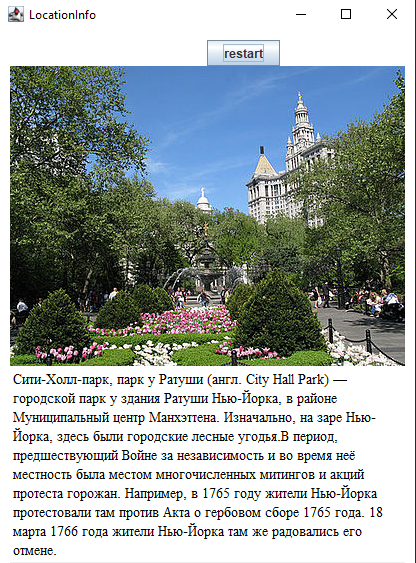 LocationInfo
restart
Сити-Холл-парк, парк у Ратуши (англ. City Hall Park) —
городской парк у здания Ратуши Нью-Йорка, в районе
Муниципальный центр Манхэттена. Изначально, на заре Нью-
Йорка, здесь были городские лесные угодья.В период,
предшествующий Войне за независимость и во время неё
местность была местом многочисленных митингов и акций
протеста горожан. Например, в 1765 году жители Нью-Йорка
протестовали там против Акта о гербовом сборе 1765 года. 18
марта 1766 года жители Нью-Йорка там же радовались его
отмене.